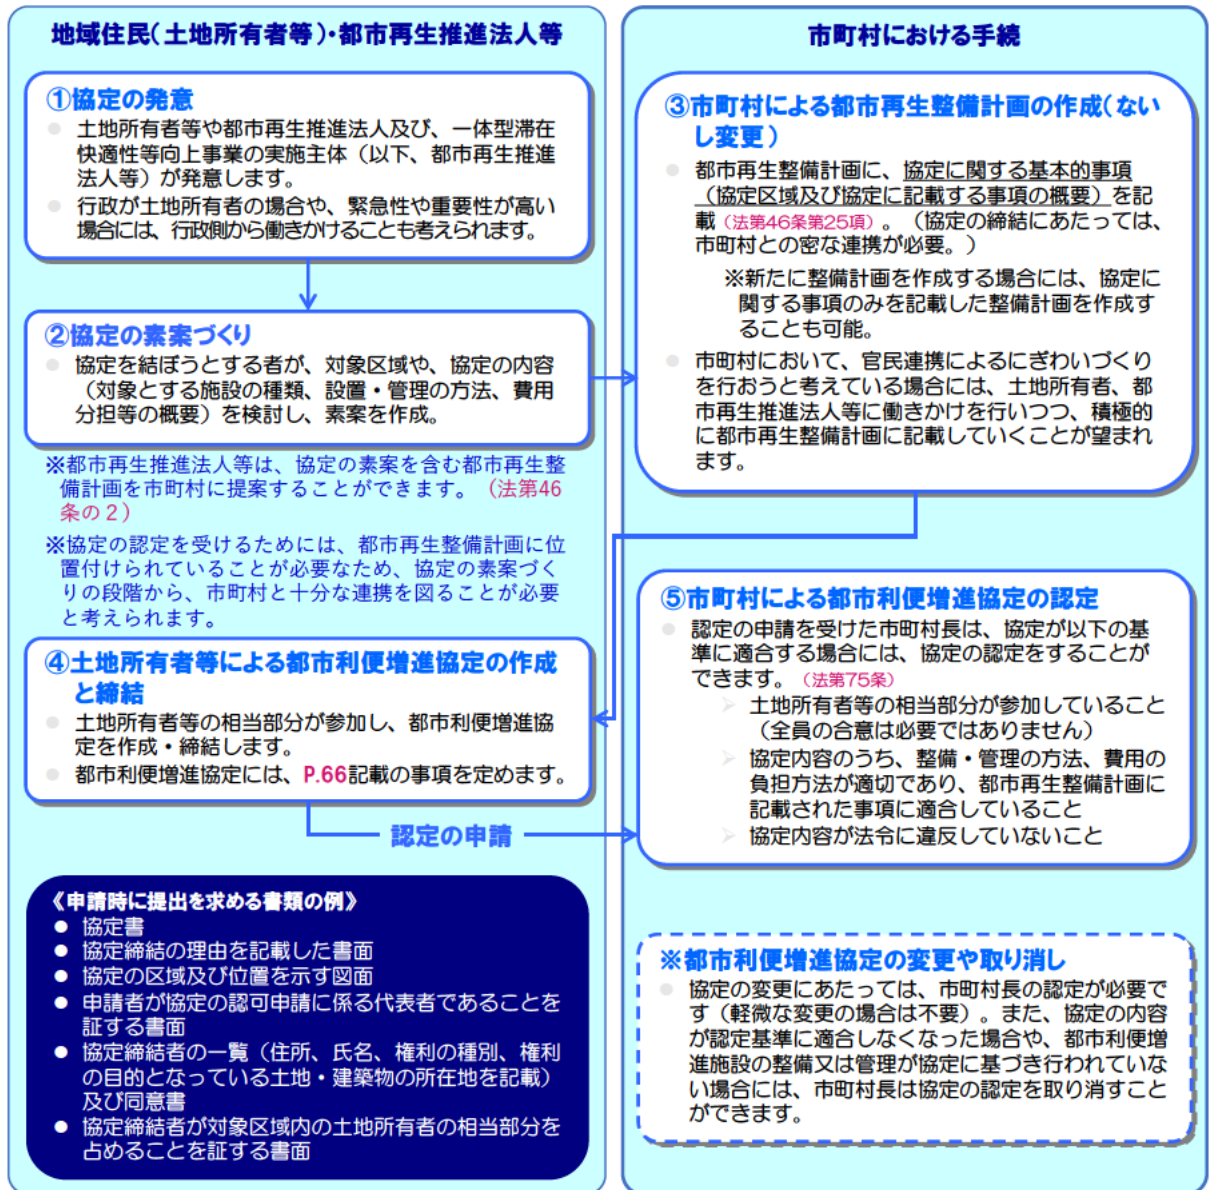 地域住民(土地所有者等)・都市再生推進法人等
①協定の発意
● 土地所有者等や都市再生推進法人及び、一体型滞在
快適性等向上事業の実施主体（以下、都市再生推進
法人等）が発意します。
● 行政が土地所有者の場合や、緊急性や重要性が高い
場合には、行政側から働きかけることも考えられます。
②協定の素案づくり
● 協定を結ぼうとする者が、対象区域や、協定の内容
（対象とする施設の種類、設置・管理の方法、費用
分担等の概要）を検討し、素案を作成。
※都市再生推進法人等は、協定の素案を含む都市再生整
備計画を市町村に提案することができます。（法第46
条の２）
※協定の認定を受けるためには、都市再生整備計画に位
置付けられていることが必要なため、協定の素案づく
りの段階から、市町村と十分な連携を図ることが必要
と考えられます。
④土地所有者等による都市利便増進協定の作成
と締結
● 土地所有者等の相当部分が参加し、都市利便増進協
定を作成・締結します。
● 都市利便増進協定には、P.66記載の事項を定めます。
認定の申請
《申請時に提出を求める書類の例》
● 協定書
● 協定締結の理由を記載した書面
● 協定の区域及び位置を示す図面
● 申請者が協定の認可申請に係る代表者であることを
証する書面
● 協定締結者の一覧（住所、氏名、権利の種別、権利
の目的となっている土地・建築物の所在地を記載）
及び同意書
● 協定締結者が対象区域内の土地所有者の相当部分を
占めることを証する書面
市町村における手続
③市町村による都市再生整備計画の作成(ない
し変更)
● 都市再生整備計画に、協定に関する基本的事項
（協定区域及び協定に記載する事項の概要）を記
載（法第46条第25項）。（協定の締結にあたっては、
市町村との密な連携が必要。）
※新たに整備計画を作成する場合には、協定に
関する事項のみを記載した整備計画を作成す
ることも可能。
● 市町村において、官民連携によるにぎわいづくり
を行おうと考えている場合には、土地所有者、都
市再生推進法人等に働きかけを行いつつ、積極的
に都市再生整備計画に記載していくことが望まれ
ます。
⑤市町村による都市利便増進協定の認定
● 認定の申請を受けた市町村長は、協定が以下の基
準に適合する場合には、協定の認定をすることが
できます。（法第75条）
➢ 土地所有者等の相当部分が参加していること
（全員の合意は必要ではありません）
➢ 協定内容のうち、整備・管理の方法、費用の
負担方法が適切であり、都市再生整備計画に
記載された事項に適合していること
➢ 協定内容が法令に違反していないこと
※都市利便増進協定の変更や取り消し
● 協定の変更にあたっては、市町村長の認定が必要で
す（軽微な変更の場合は不要）。また、協定の内容
が認定基準に適合しなくなった場合や、都市利便増
進施設の整備又は管理が協定に基づき行われていな
い場合には、市町村長は協定の認定を取り消すこと
ができます。